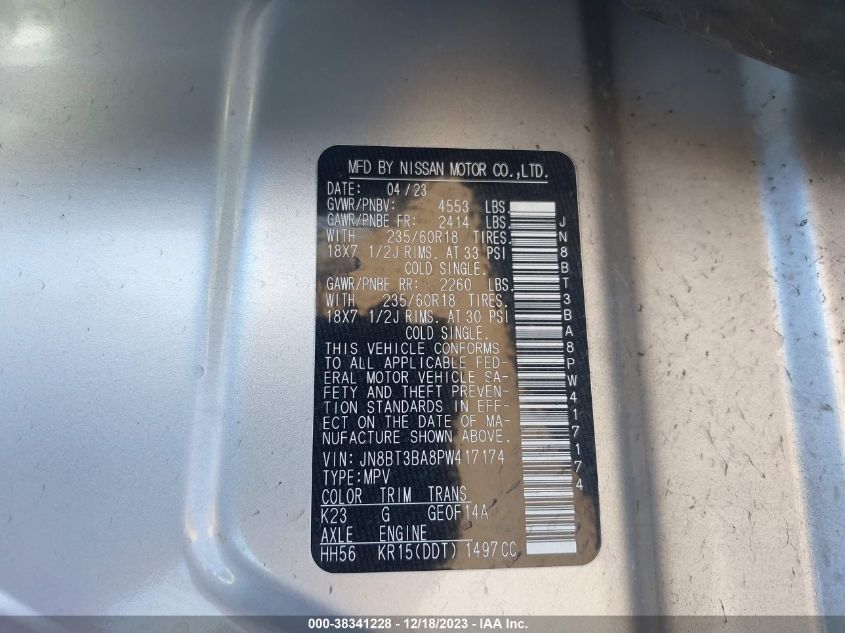 MFD BY NISSAN MOTOR CO.,LTD.
DATE: 04/23
GVWR/PNBV: 4553 LBS.
GAWR/PNBE FR: 2414 LBS.
WITH 235/60R18 TIRES.
18X7 1/2J RIMS. AT 33 PSI
COLD SINGLE.
GAWR/PNBE RR: 2260 LBS.
WITH 235/60R18 TIRES.
18X7 1/2J RIMS. AT 30 PSI
COLD SINGLE.
THIS VEHICLE CONFORMS
TO ALL APPLICABLE FED-
ERAL MOTOR VEHICLE SA-
FETY AND THEFT PREVEN-
TION STANDARDS IN EFF-
ECT ON THE DATE OF MA-
NUFACTURE SHOWN ABOVE.
VIN: JN8BT3BA8PW417174
TYPE:MPV
COLOR TRIM TRANS
K23 G GEOF14A
AXLE ENGINE
HH56 KR15(DDT) 1497CC
JN8BT3BA8PW417174
000-38341228 - 12/18/2023 - IAA Inc.